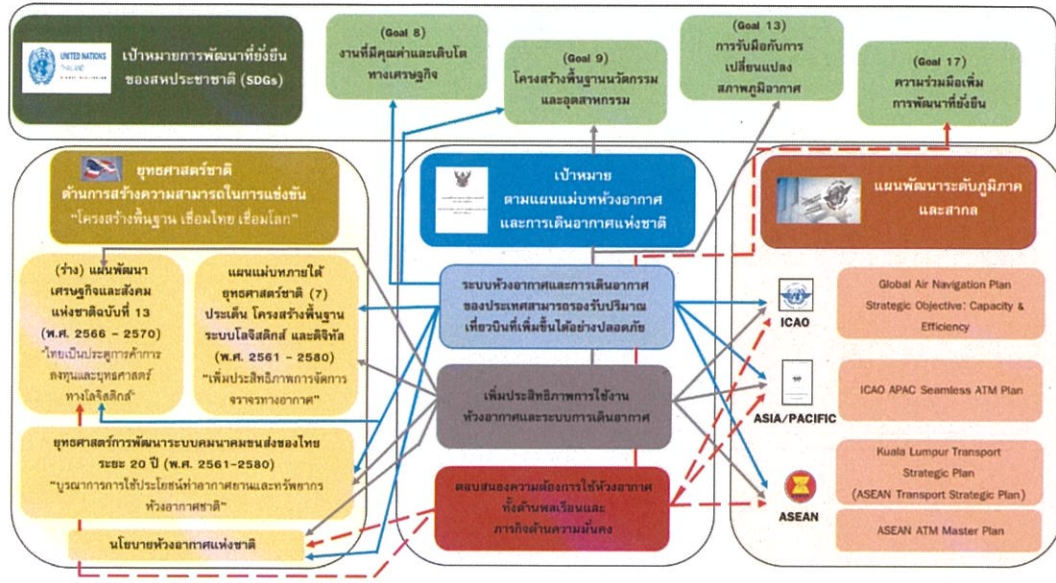 UNITED NATIONS
THAILAND
เป้าหมายการพัฒนาที่ยั่งยืน
ของสหประชาชาติ (SDGs)
(Goal 8)
งานที่มีคุณค่าและเติบโต
ทางเศรษฐกิจ
(Goal 9)
โครงสร้างพื้นฐานนวัตกรรม
และอุตสาหกรรม
(Goal 13)
การรับมือกับการ
เปลี่ยนแปลง
สภาพภูมิอากาศ
(Goal 17)
ความร่วมมือเพิ่ม
การพัฒนาที่ยั่งยืน
ยุทธศาสตร์ชาติ
ด้านการสร้างความสามารถในการแข่งขัน
"โครงสร้างพื้นฐาน เชื่อมไทย เชื่อมโลก"
(ร่าง) แผนพัฒนา
เศรษฐกิจและสังคม
แห่งชาติฉบับที่ 13
(พ.ศ. 2566 - 2570)
"ไทยเป็นประตูการค้าการ
ลงทุนและยุทธศาสตร์
ทางโลจิสติกส์"
แผนแม่บทภายใต้
ยุทธศาสตร์ชาติ (7)
ประเด็น โครงสร้างพื้นฐาน
ระบบโลจิสติกส์ และดิจิทัล
(พ.ศ. 2561 - 2580)
"เพิ่มประสิทธิภาพการจัดการ
จราจรทางอากาศ"
ยุทธศาสตร์การพัฒนาระบบคมนาคมขนส่งของไทย
ระยะ 20 ปี (พ.ศ. 2561-2580)
"บูรณาการการใช้ประโยชน์ท่าอากาศยานและทรัพยากร
ห้วงอากาศชาติ"
นโยบายห้วงอากาศแห่งชาติ
เป้าหมาย
ตามแผนแม่บทห้วงอากาศ
และการเดินอากาศแห่งชาติ
ระบบห้วงอากาศและการเดินอากาศ
ของประเทศสามารถรองรับปริมาณ
เที่ยวบินที่เพิ่มขึ้นได้อย่างปลอดภัย
เพิ่มประสิทธิภาพการใช้งาน
ห้วงอากาศและระบบการเดินอากาศ
ตอบสนองความต้องการใช้ห้วงอากาศ
ทั้งด้านพลเรือนและ
ภารกิจด้านความมั่นคง
แผนพัฒนาระดับภูมิภาค
และสากล
ICAO
Global Air Navigation Plan
Strategic Objective: Capacity &
Efficiency
ASIA/PACIFIC
ICAO APAC Seamless ATM Plan
ASEAN
Kuala Lumpur Transport
Strategic Plan
(ASEAN Transport Strategic Plan)
ASEAN ATM Master Plan